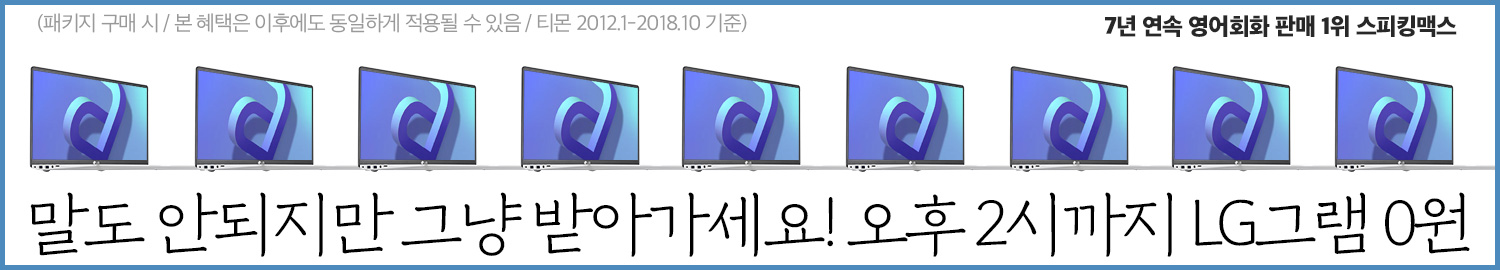 (패키지 구매 시 / 본 혜택은 이후에도 동일하게 적용될 수 있음 / 티몬 2012.1-2018.10 기준)
7년 연속 영어회화 판매 1위 스피킹맥스
말도 안되지만 그냥 받아가세요! 오후 2시까지 LG그램 0원